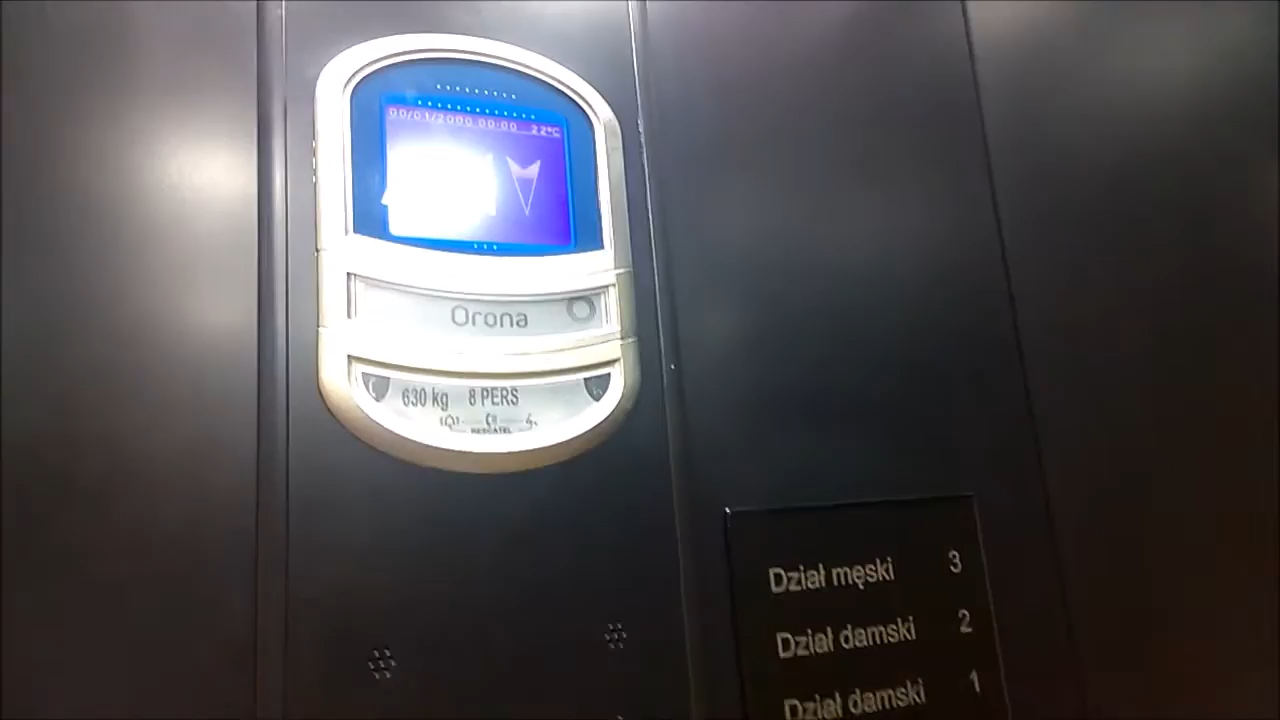 00/01/2000 00:00 22°C
Orona
630 kg 8 PERS
RESCATEL
Dział męski 3
Dział damski 2
Dział damski 1